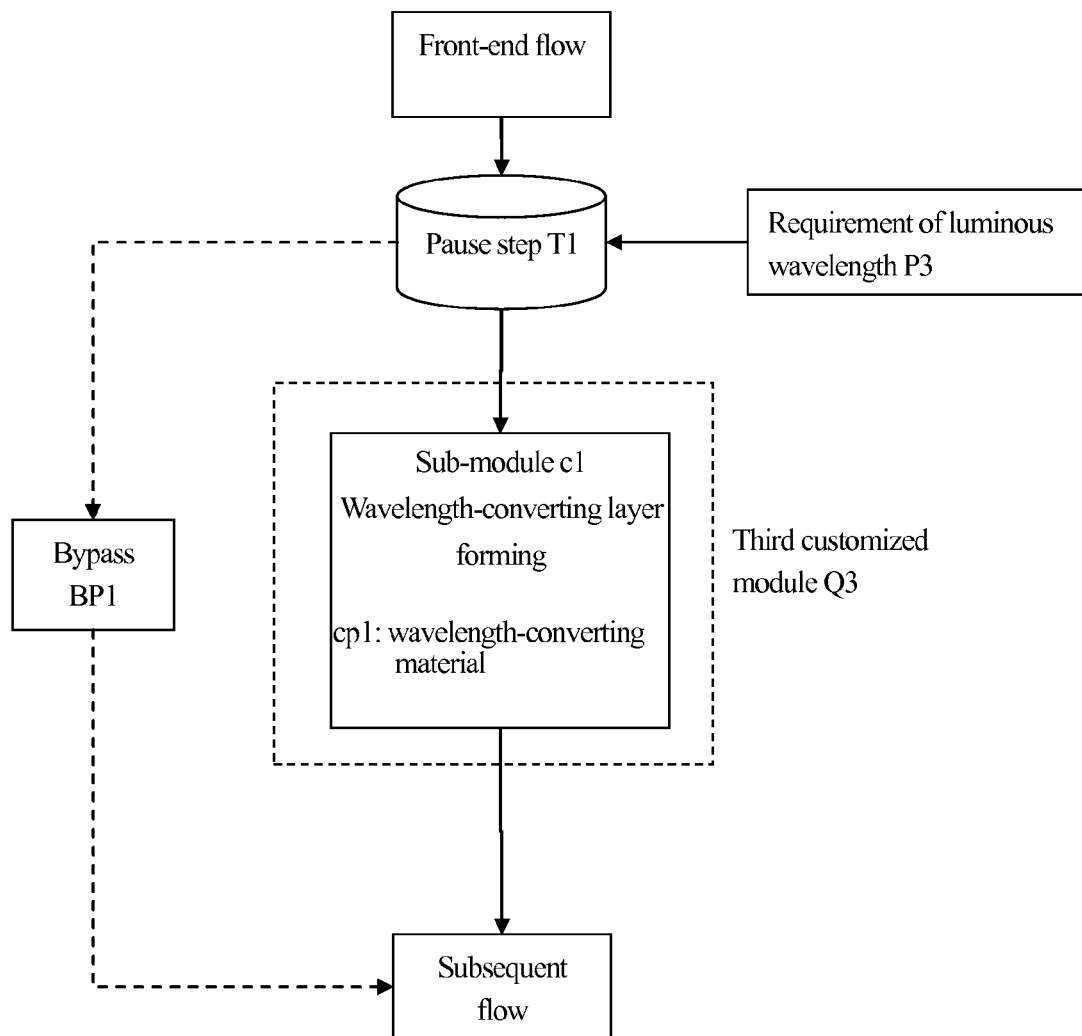 Front-end flow
Pause step T1
Requirement of luminous
wavelength P3
Sub-module c1
Wavelength-converting layer
forming
cp1: wavelength-converting
material
Third customized
module Q3
Bypass
BP1
Subsequent
flow